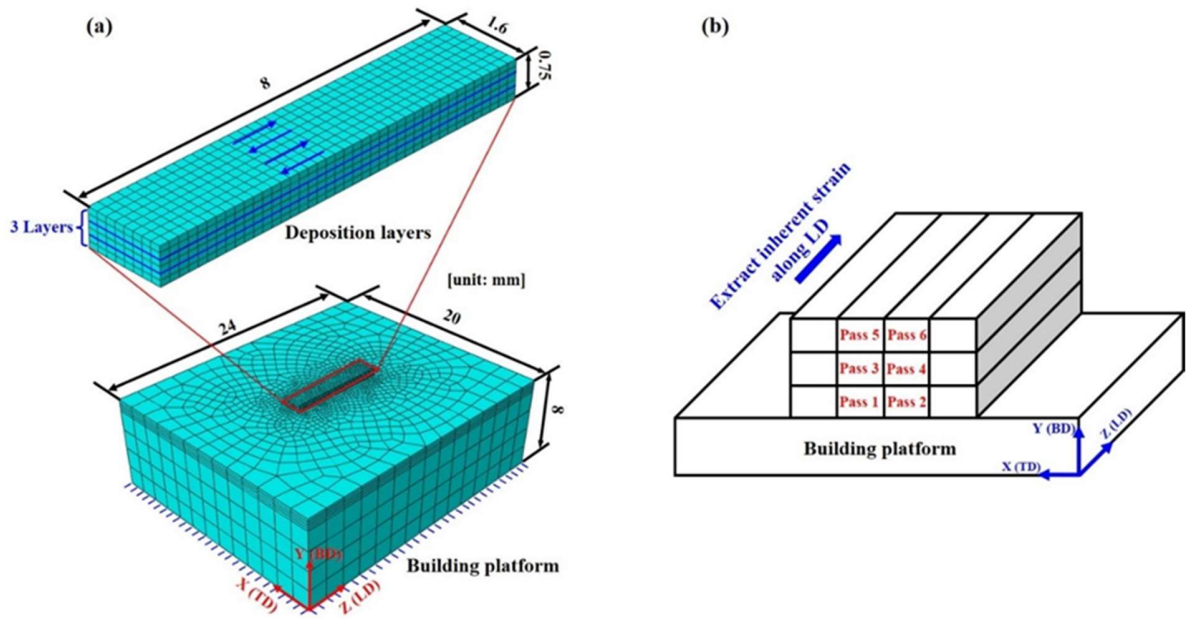 (a)
8
1.6
0.75
3 Layers
Deposition layers
[unit: mm]
24
20
8
Y (BD)
X (TD)
Z (LD)
Building platform
(b)
Extract inherent strain
along LD
Pass 5 Pass 6
Pass 3 Pass 4
Pass 1 Pass 2
Building platform
Y (BD)
Z (LD)
X (TD)